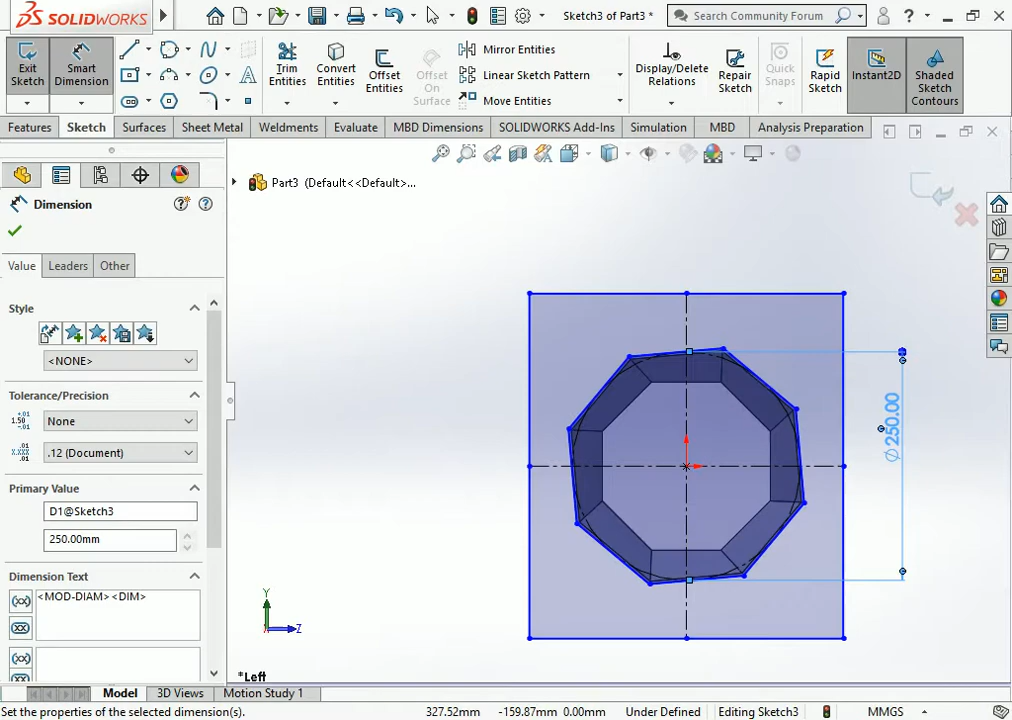 SOLIDWORKS
Sketch3 of Part3 *
Search Community Forum
?
Exit Sketch
Smart Dimension
Trim Entities
Convert Entities
Offset Entities
Offset On Surface
Mirror Entities
Linear Sketch Pattern
Move Entities
Display/Delete Relations
Repair Sketch
Quick Snaps
Rapid Sketch
Instant2D
Shaded Sketch Contours
Features
Sketch
Surfaces
Sheet Metal
Weldments
Evaluate
MBD Dimensions
SOLIDWORKS Add-Ins
Simulation
MBD
Analysis Preparation
Part3 (Default<<Default>...
Dimension
Value
Leaders
Other
Style
<NONE>
Tolerance/Precision
None
.12 (Document)
Primary Value
D1@Sketch3
250.00mm
Dimension Text
<MOD-DIAM><DIM>
∅250.00
Y
Z
*Left
Model
3D Views
Motion Study 1
Set the properties of the selected dimension(s).
327.52mm
-159.87mm
0.00mm
Under Defined
Editing Sketch3
MMGS